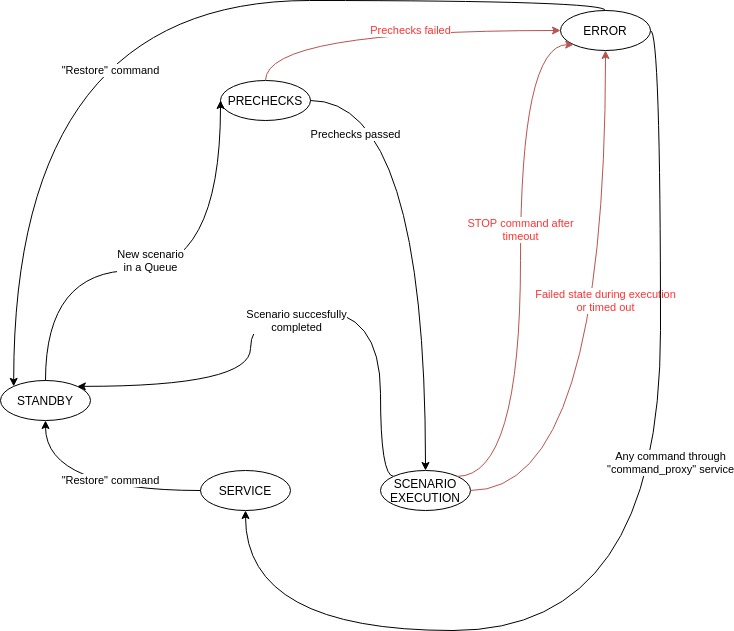 Prechecks failed
ERROR
"Restore" command
PRECHECKS
Prechecks passed
STOP command after
timeout
New scenario
in a Queue
Failed state during execution
or timed out
Scenario succesfully
completed
STANDBY
Any command through
"command_proxy" service
"Restore" command
SERVICE
SCENARIO
EXECUTION